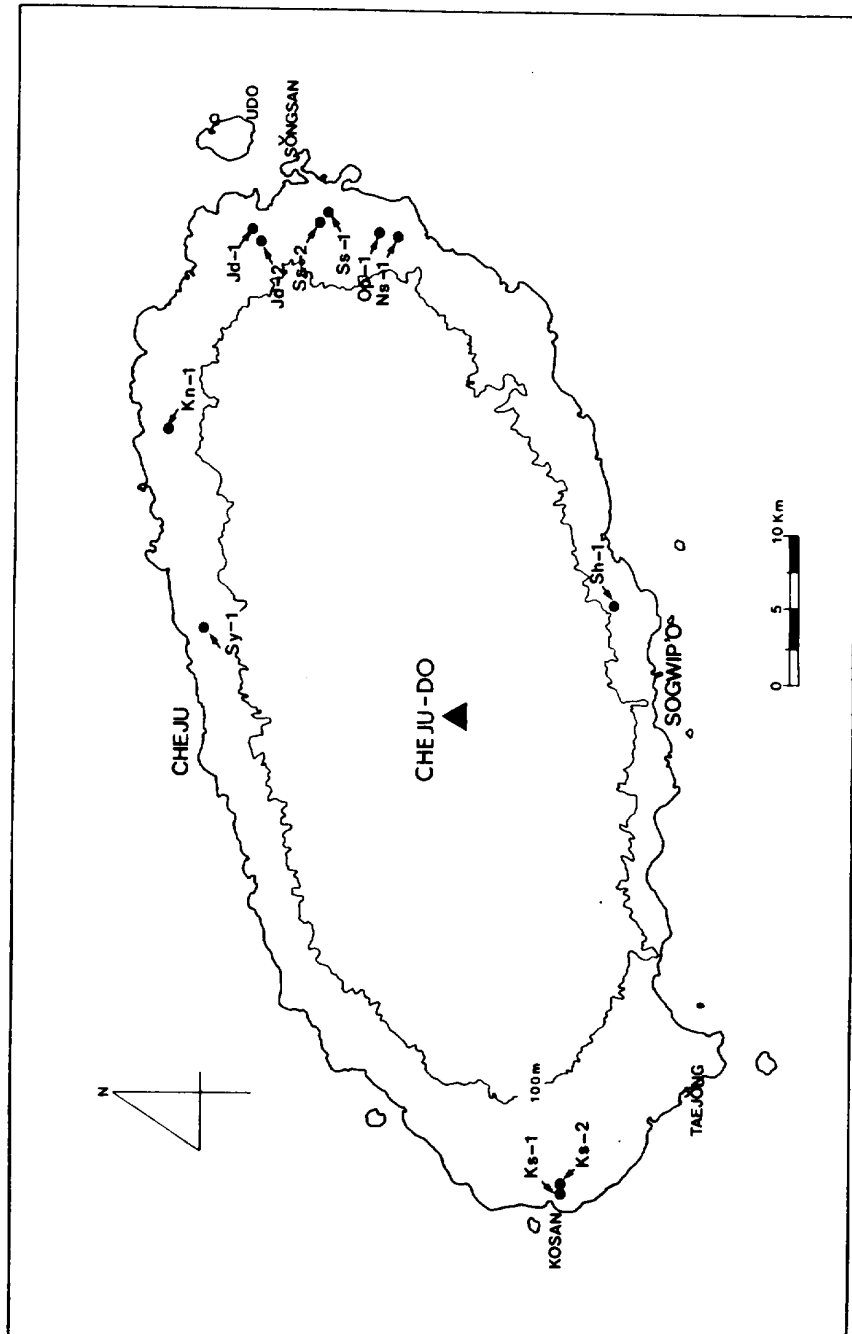 N
UDO
SŎNGSAN
Jd-1
Jd-2
Ss-2
Ss-1
Op-1
Ns-1
Kn-1
Sy-1
CHEJU
CHEJU-DO
Sh-1
SOGWIP'O
100m
Ks-1
Ks-2
KOSAN
TAEJŎNG
0 5 10 Km